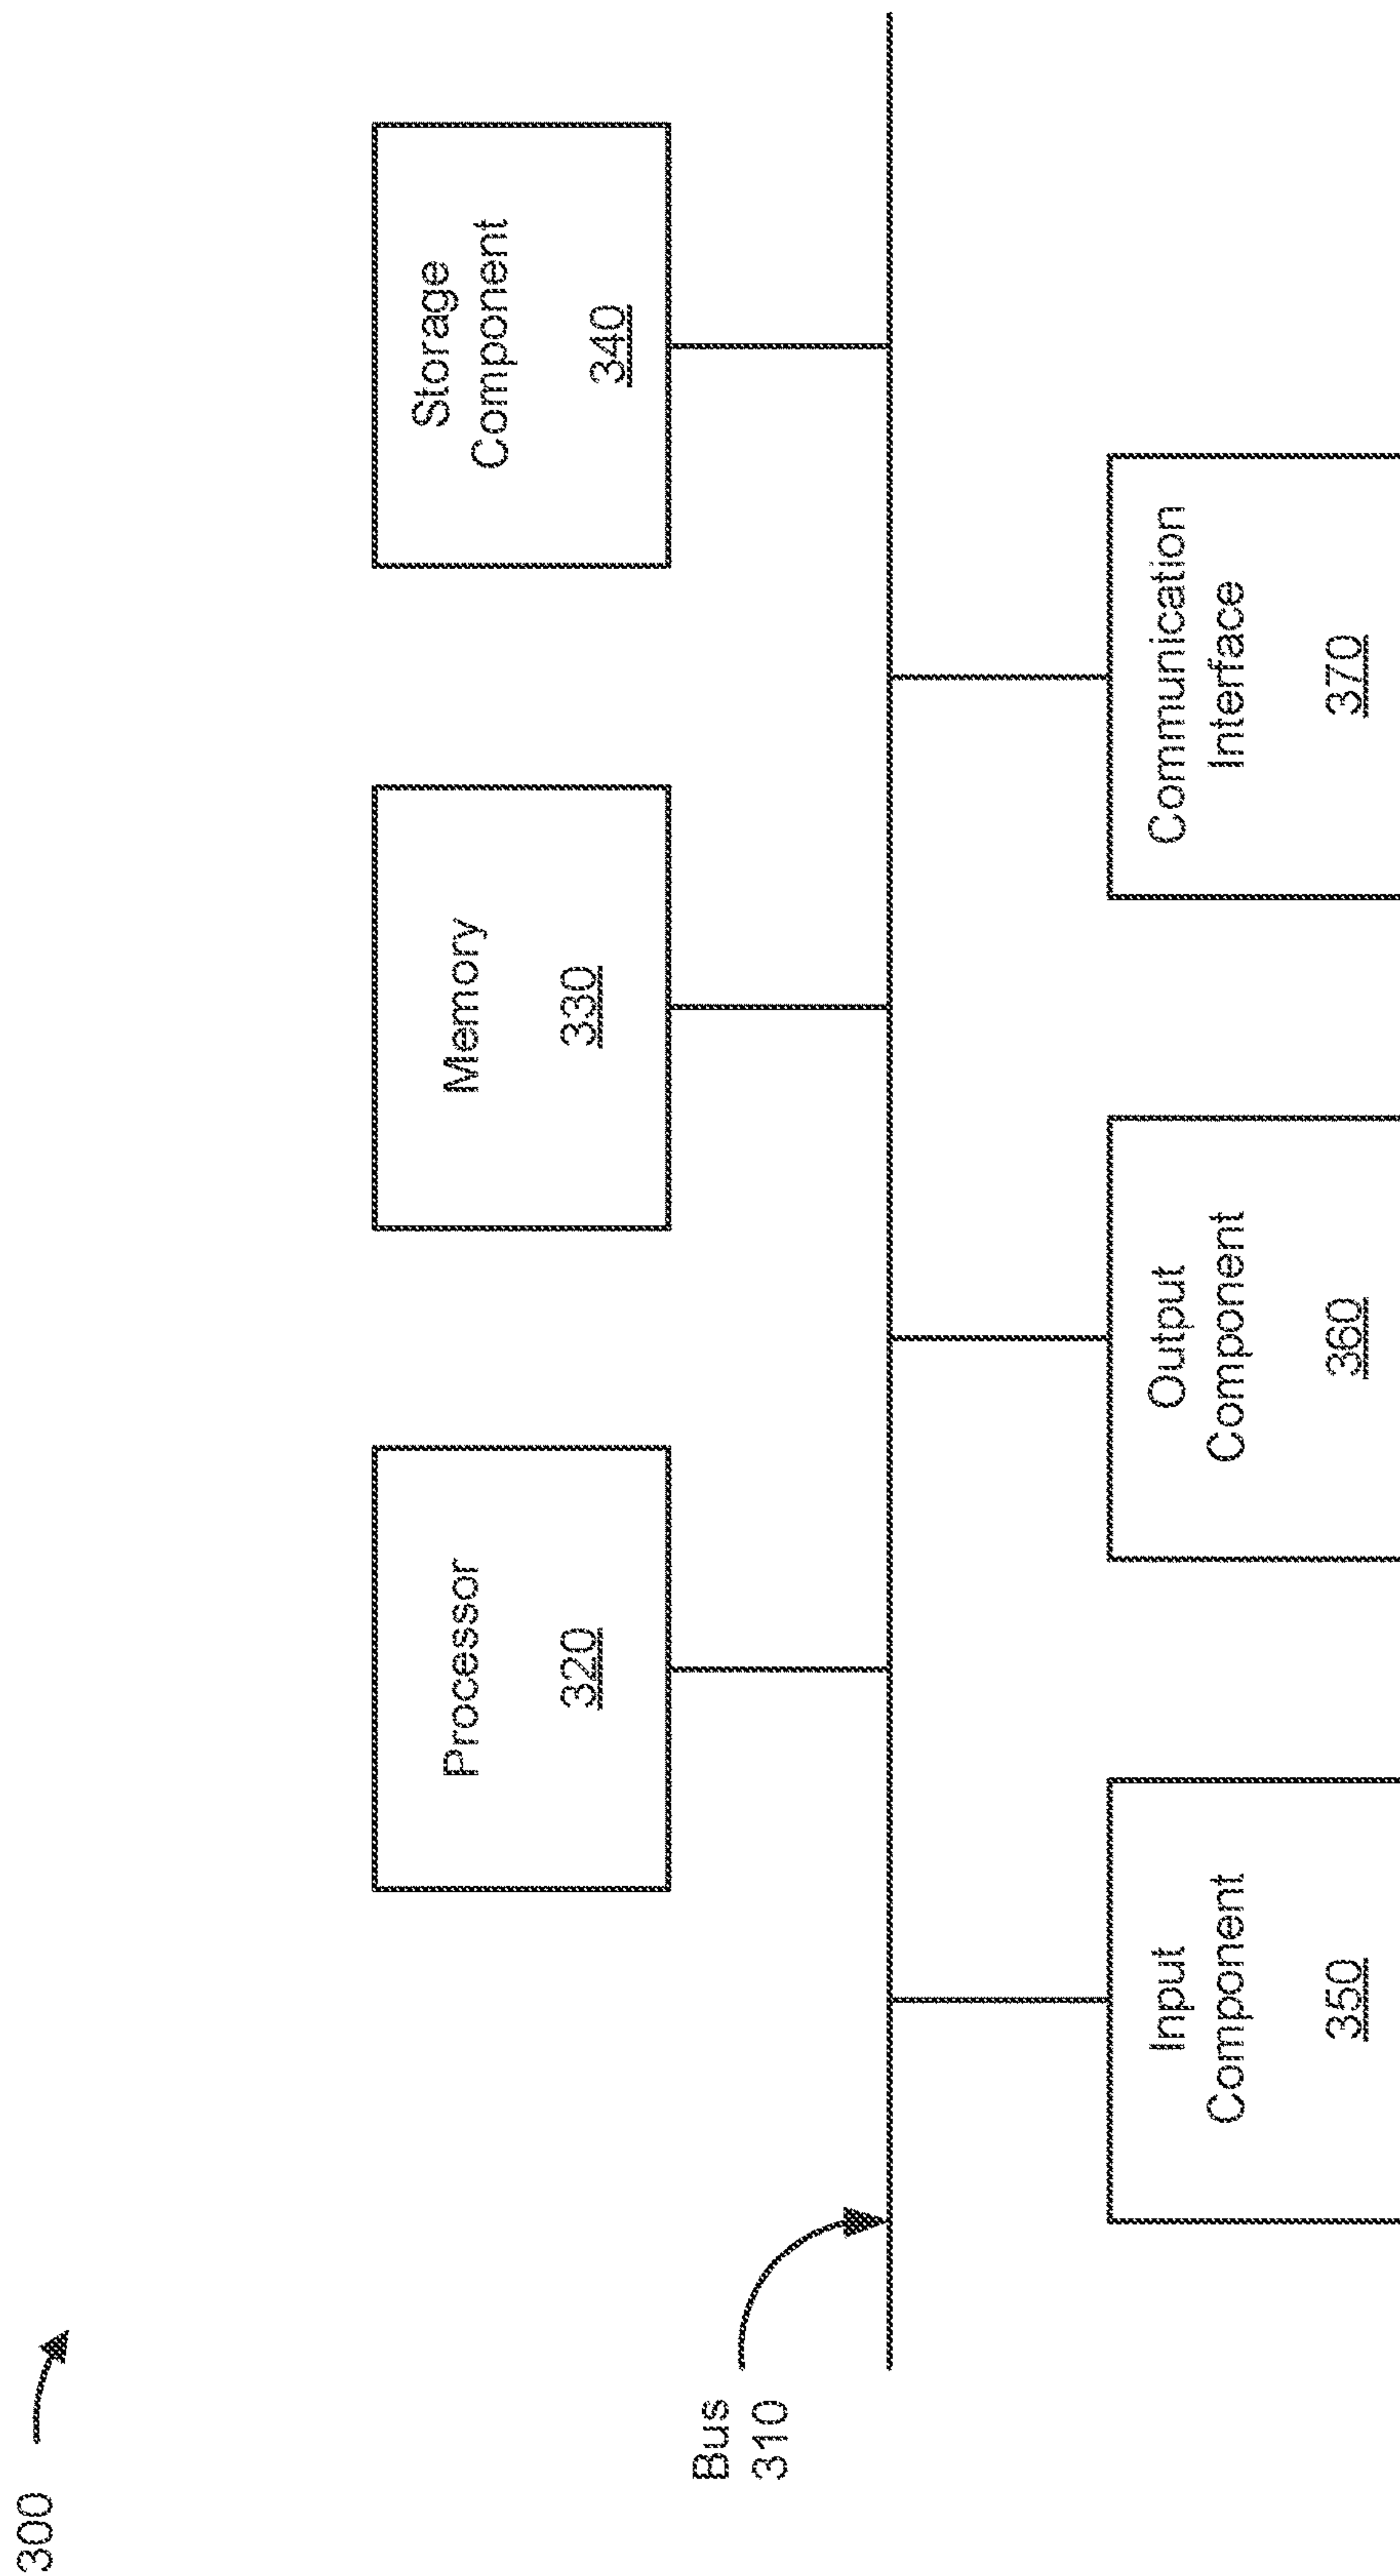 300
Bus
310
Processor
320
Memory
330
Storage
Component
340
Input
Component
350
Output
Component
360
Communication
Interface
370